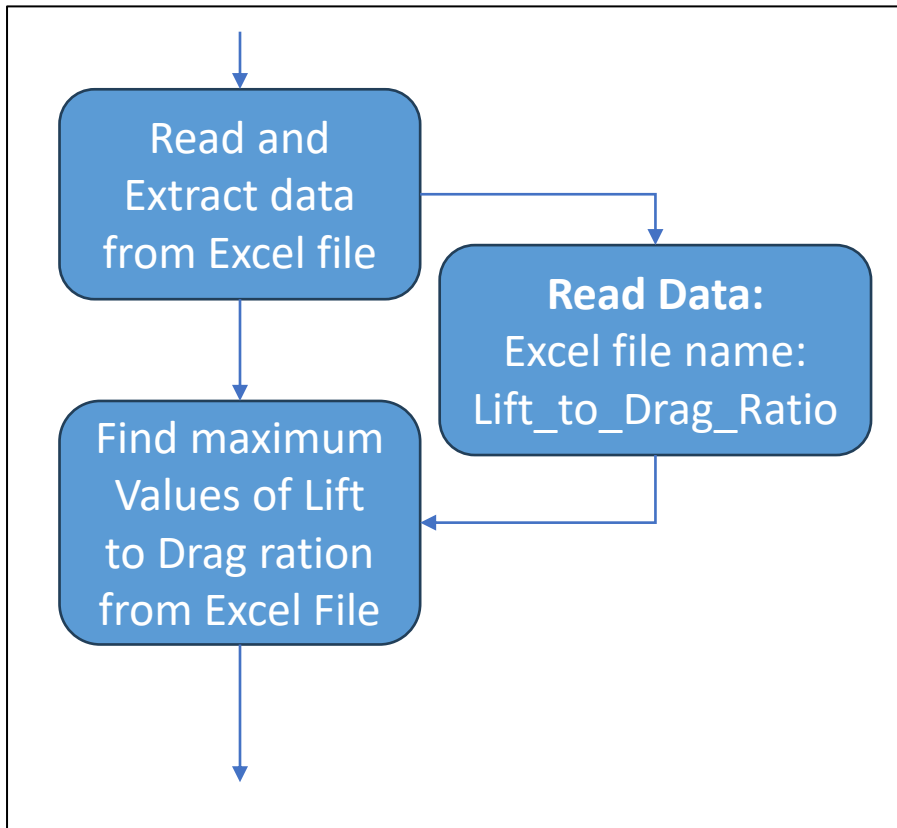 Read and
Extract data
from Excel file
Read Data:
Excel file name:
Lift_to_Drag_Ratio
Find maximum
Values of Lift
to Drag ration
from Excel File